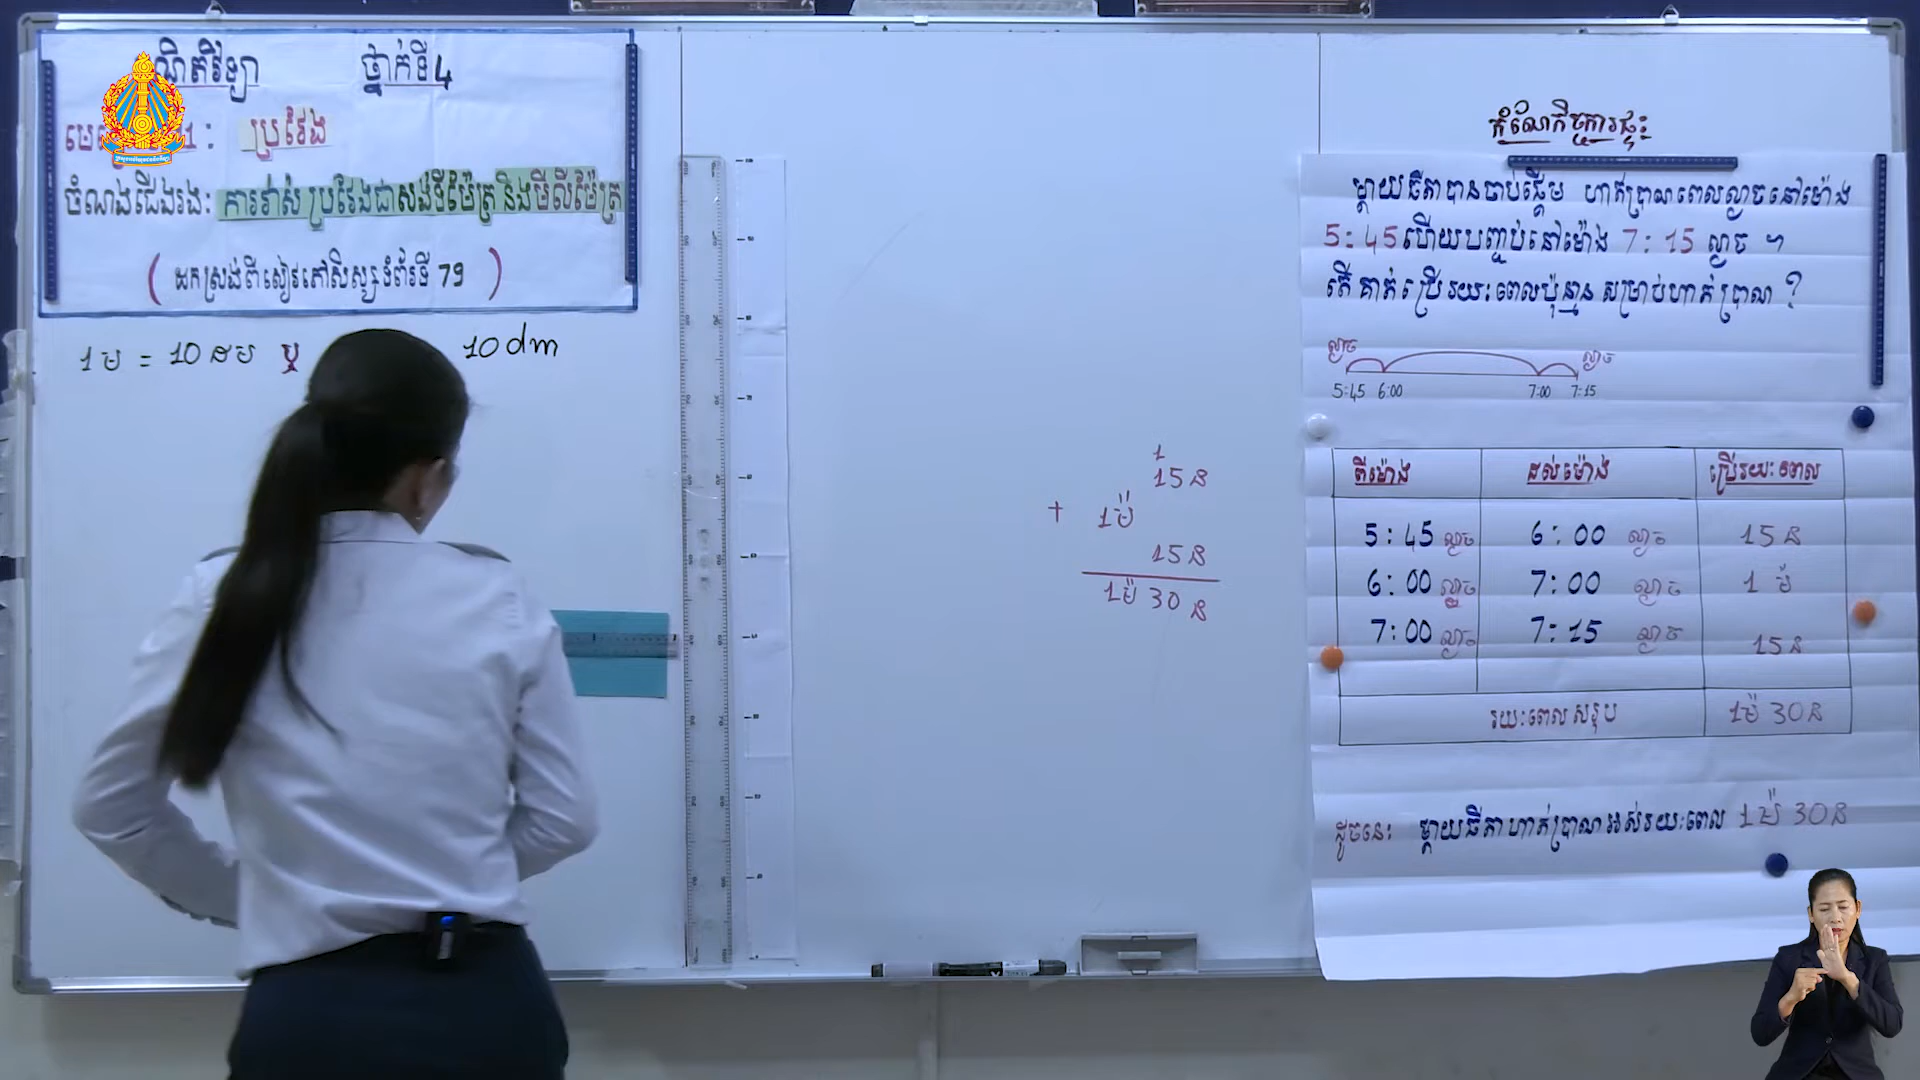 ថ្នាក់ទី4
1: ប្រវែង
ចំណងជើងរង: ការវាស់ប្រវែងជាសង់ទីម៉ែត្រ និងមីលីម៉ែត្រ
( ដកស្រង់ពីសៀវភៅសិស្សទំព័រទី 79 )
1ម = 10ដម ឬ
10 dm
1
15ន
+ 1ម៉
15ន
1ម៉ 30ន
កំណែកិច្ចការផ្ទះ
ម្តាយធីតាបានចាប់ផ្តើម ហាត់ប្រាណពេលល្ងាចនៅម៉ោង
5:45 ហើយបញ្ចប់នៅម៉ោង 7:15 ល្ងាច ។
តើគាត់ប្រើរយៈពេលប៉ុន្មាន សម្រាប់ហាត់ប្រាណ ?
ល្ងាច ល្ងាច
5:45 6:00 7:00 7:15
ពីម៉ោង ដល់ម៉ោង ប្រើរយៈពេល
5:45 ល្ងាច 6:00 ល្ងាច 15ន
6:00 ល្ងាច 7:00 ល្ងាច 1 ម៉
7:00 ល្ងាច 7:15 ល្ងាច 15ន
រយៈពេលសរុប 1ម៉ 30ន
ដូចនេះ ម្តាយធីតាហាត់ប្រាណអស់រយៈពេល 1ម៉ 30ន